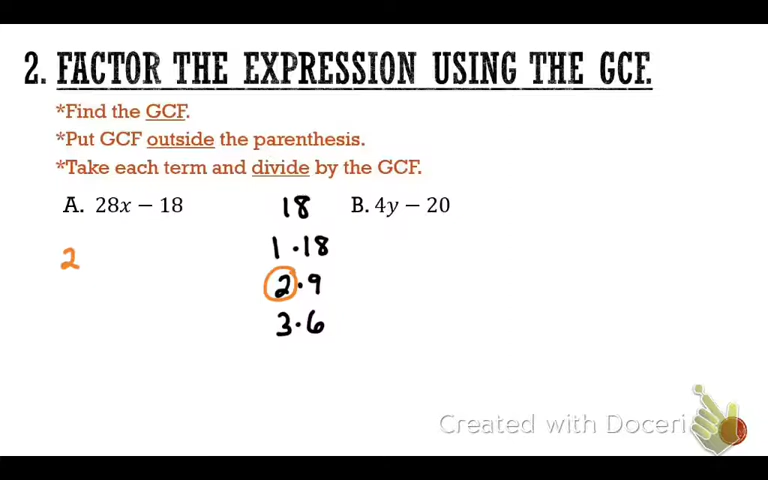 2. FACTOR THE EXPRESSION USING THE GCF.
*Find the GCF.
*Put GCF outside the parenthesis.
*Take each term and divide by the GCF.
A. 28x − 18
18
B. 4y − 20
1 · 18
2
2 · 9
3 · 6
Created with Doceri